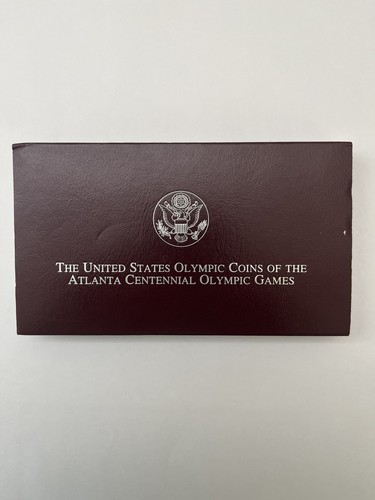 The United States Olympic Coins of the
Atlanta Centennial Olympic Games